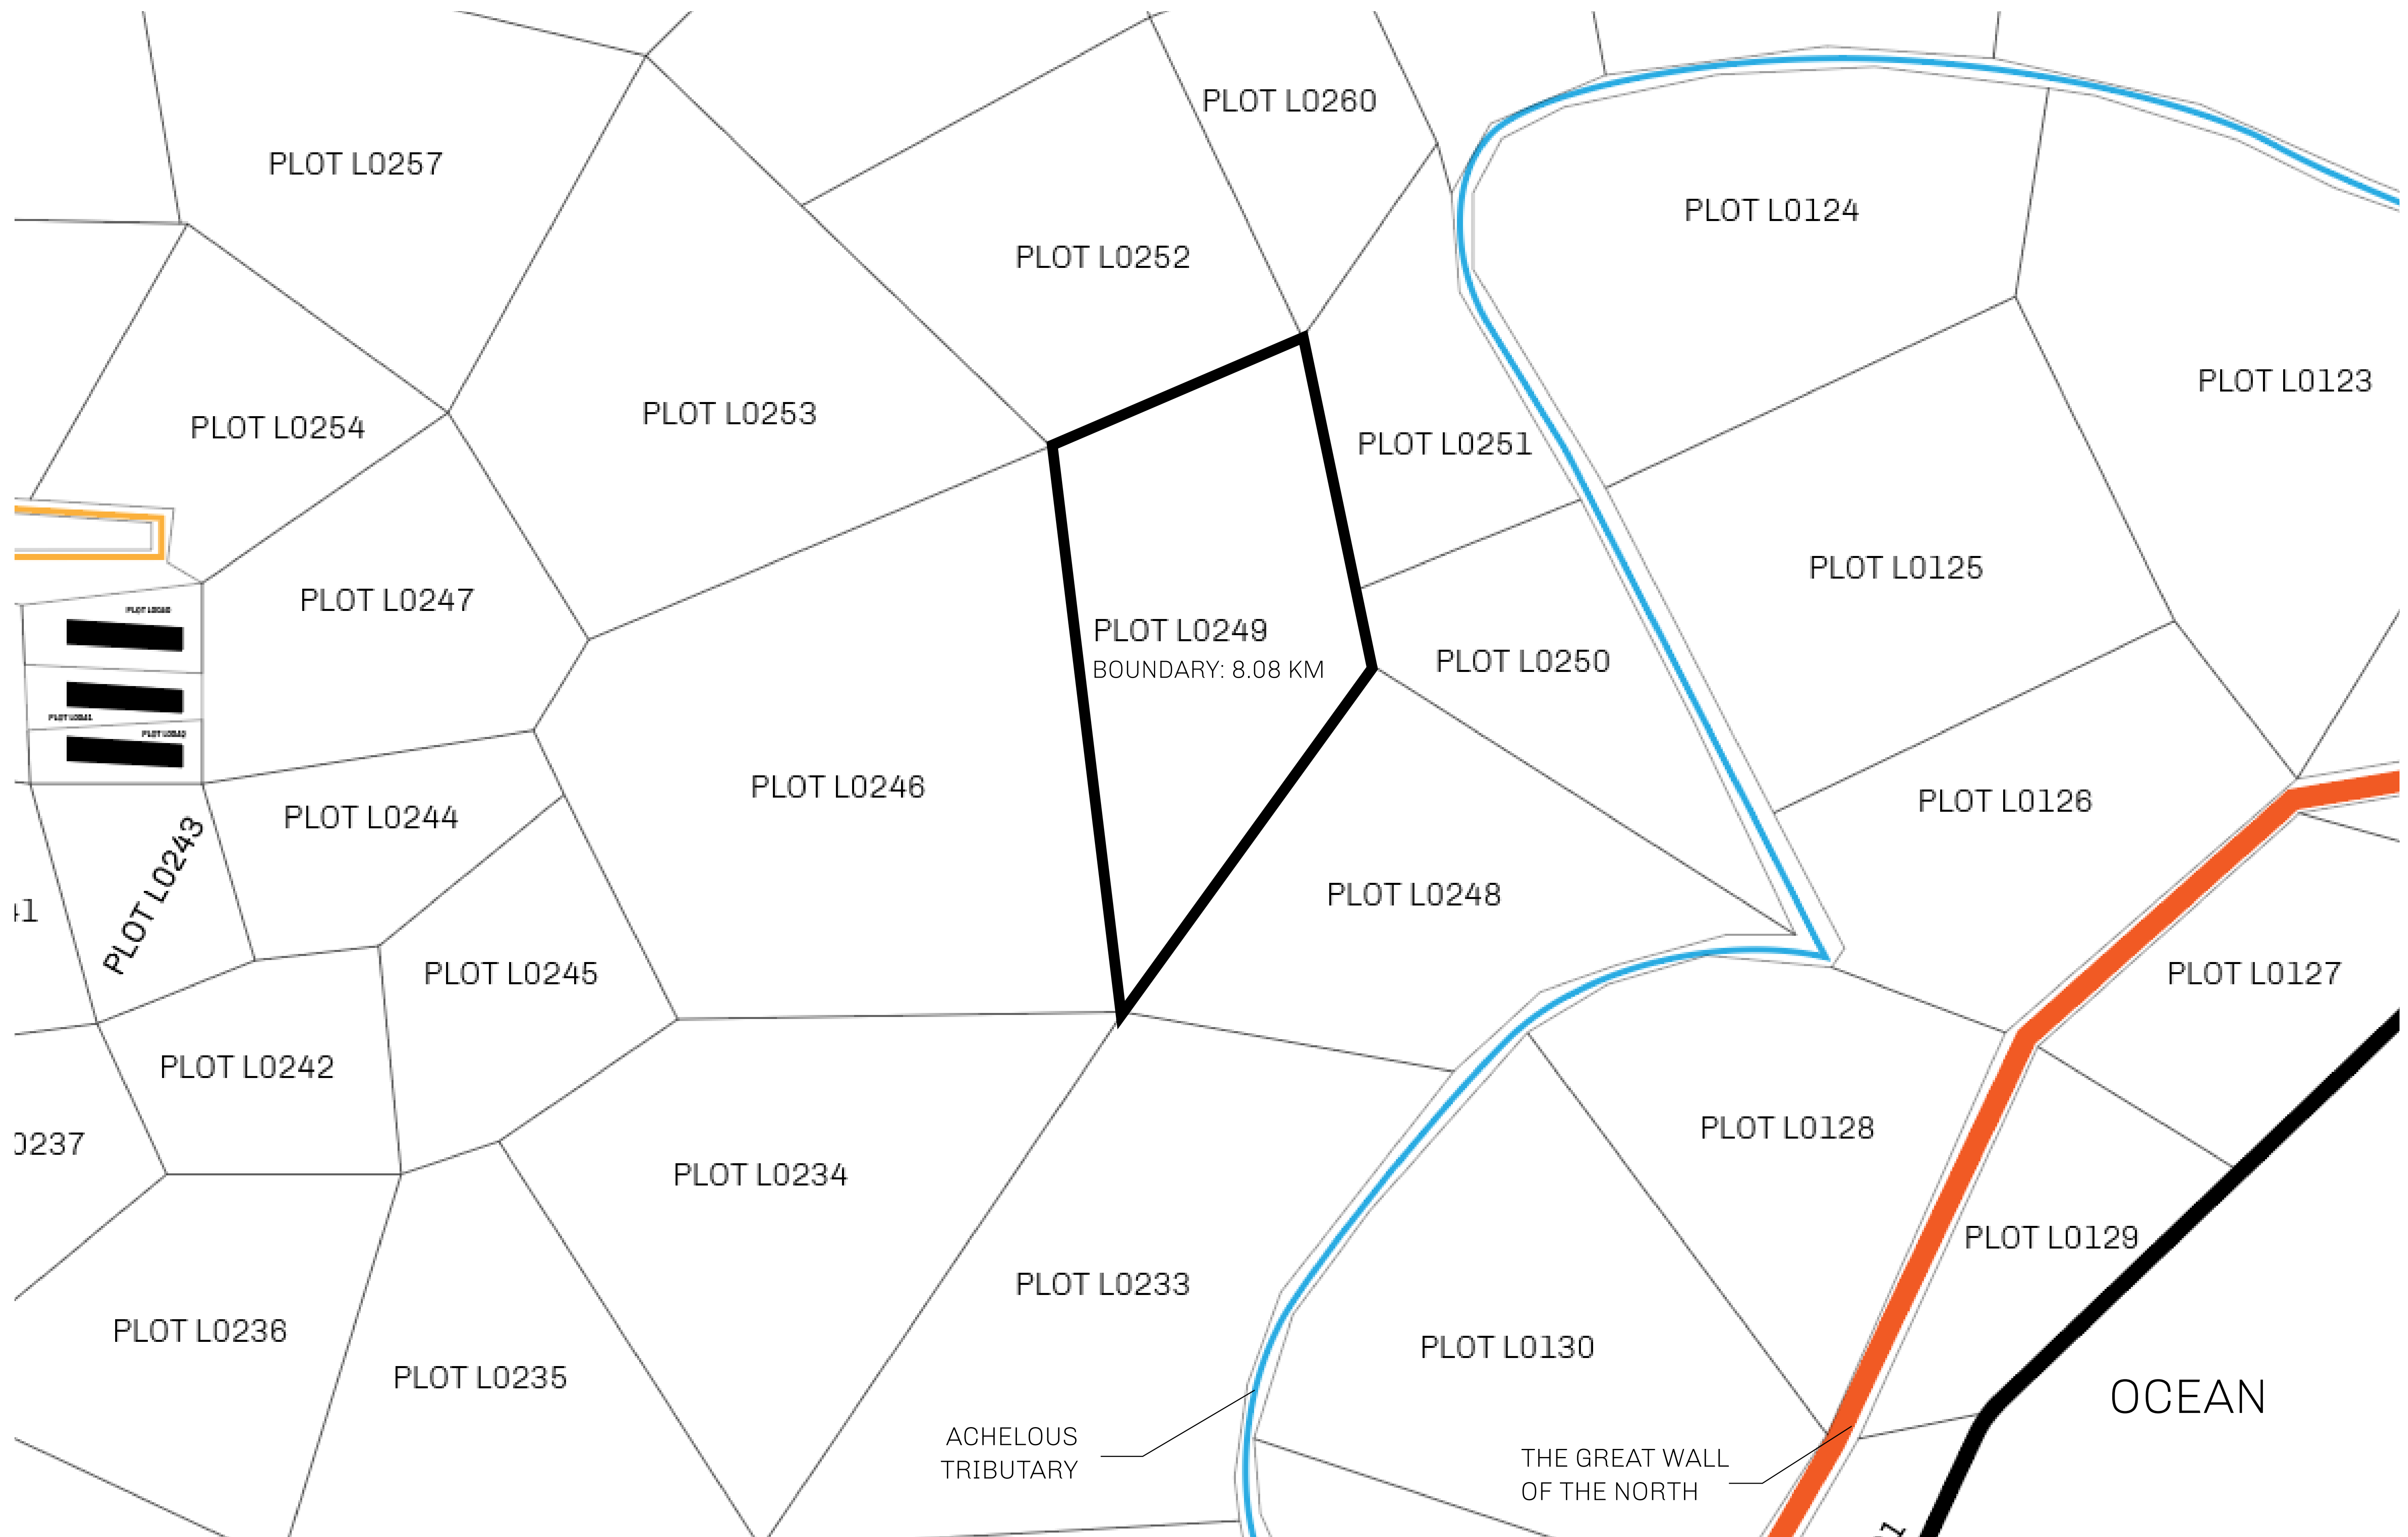 PLOT L0260
PLOT L0257
PLOT L0124
PLOT L0252
PLOT L0123
PLOT L0253
PLOT L0254
PLOT L0251
PLOT L0125
PLOT L0247
PLOT L0249
BOUNDARY: 8.08 KM
PLOT L0250
PLOT L0246
PLOT L0126
PLOT L0244
PLOT L0243
PLOT L0248
41
PLOT L0245
PLOT L0127
PLOT L0242
PLOT L0128
0237
PLOT L0234
PLOT L0129
PLOT L0233
PLOT L0236
PLOT L0130
PLOT L0235
OCEAN
ACHELOUS
TRIBUTARY
THE GREAT WALL
OF THE NORTH